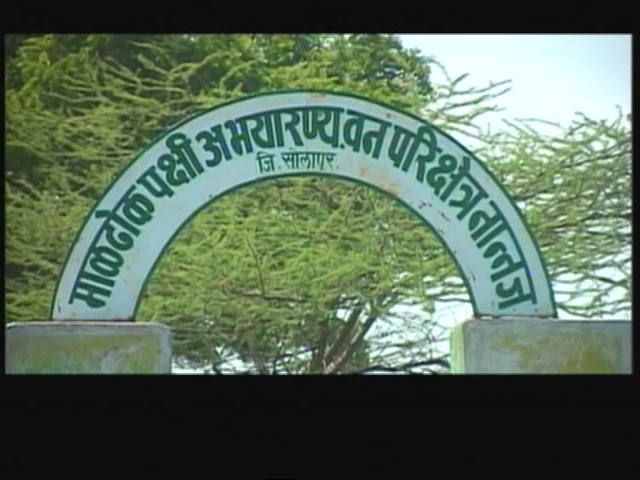 माळढोक पक्षी अभयारण्य. वन परिक्षेत्र नान्नज
जि. सोलापूर.